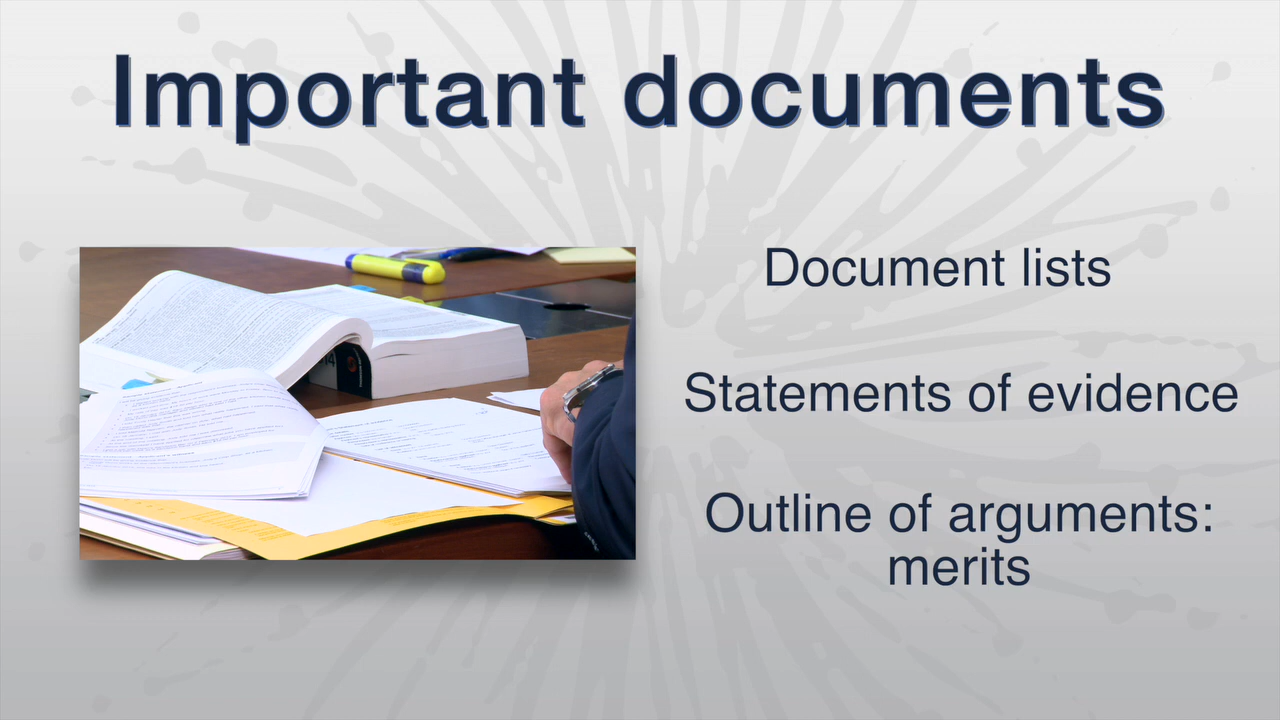 Important documents
Document lists
Statements of evidence
Outline of arguments:
merits